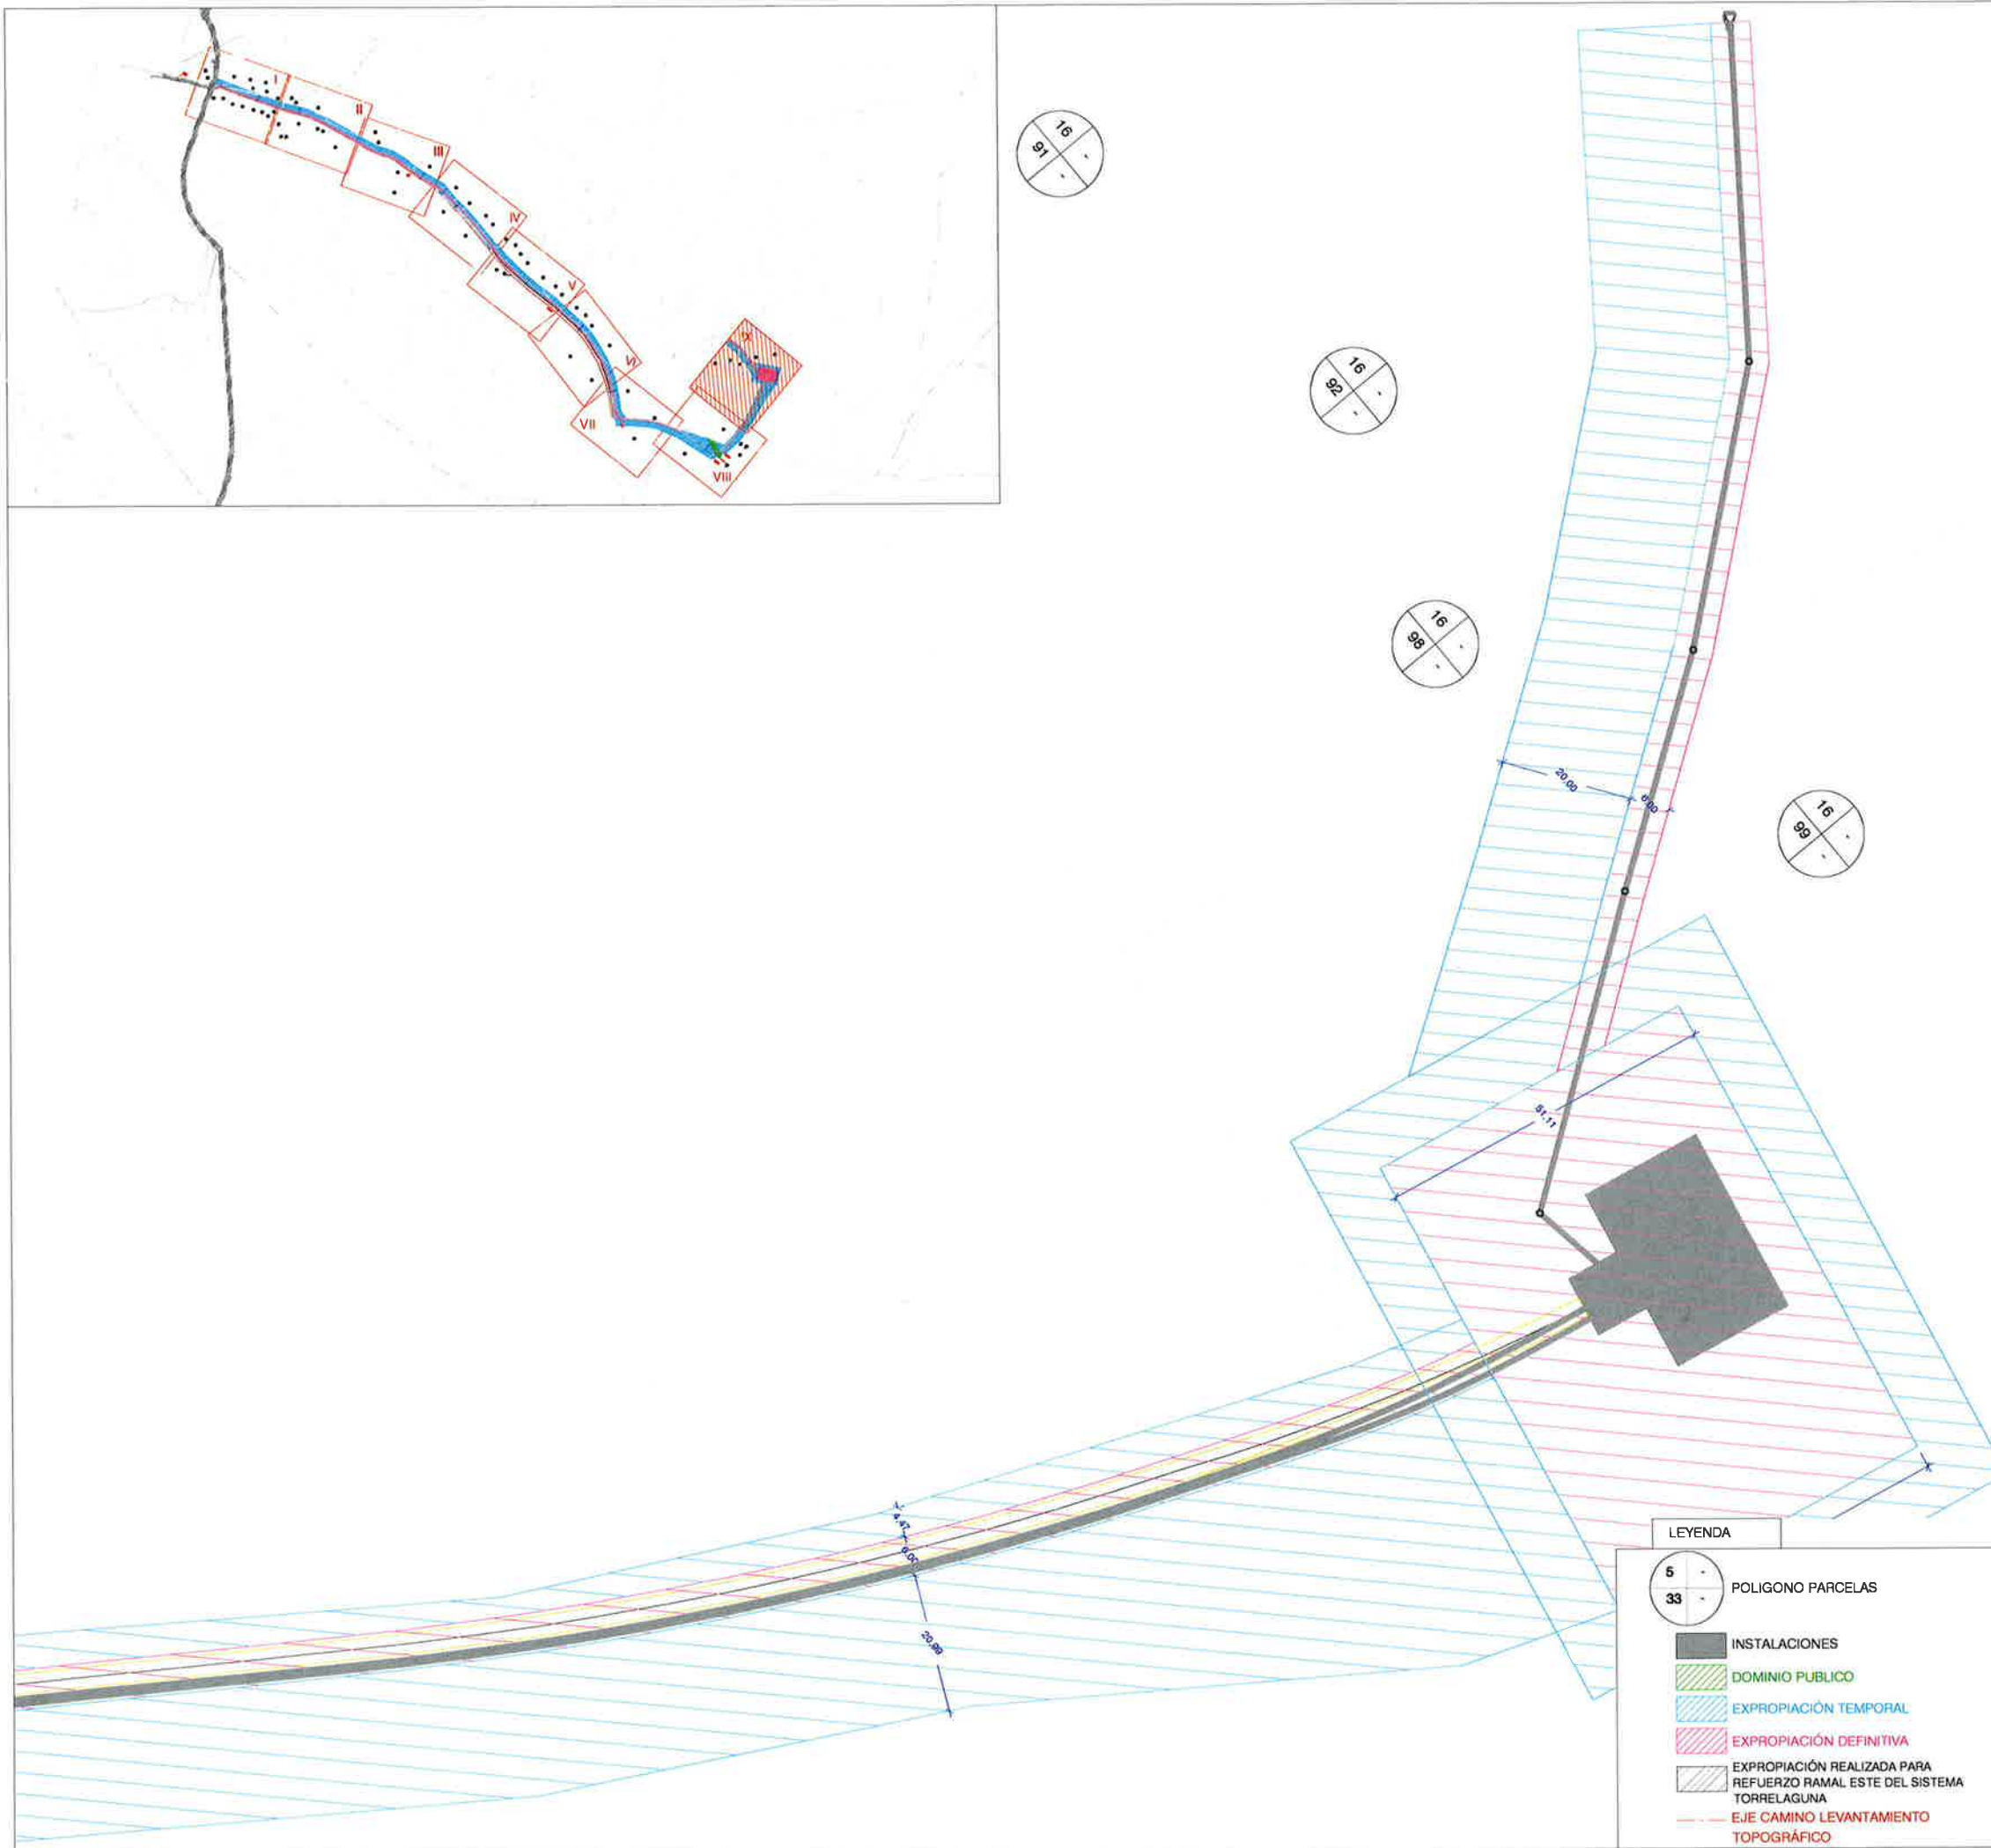 I
II
III
IV
V
VI
VII
VIII
IX
16 -
91 -
16 -
92 -
16 -
98 -
16 -
99 -
20,00
6,00
51,11
4,47
6,00
20,99
LEYENDA
5 -
33 -
POLIGONO PARCELAS
INSTALACIONES
DOMINIO PUBLICO
EXPROPIACIÓN TEMPORAL
EXPROPIACIÓN DEFINITIVA
EXPROPIACIÓN REALIZADA PARA
REFUERZO RAMAL ESTE DEL SISTEMA
TORRELAGUNA
EJE CAMINO LEVANTAMIENTO
TOPOGRÁFICO